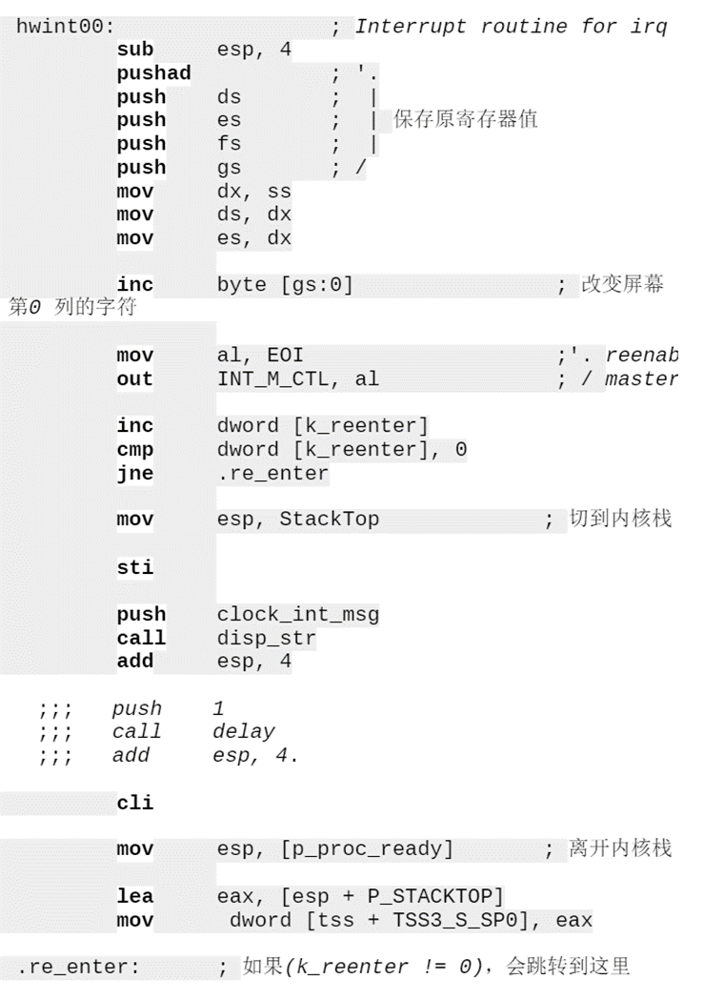 hwint00: ; Interrupt routine for irq
sub esp, 4
pushad ; '.
push ds ; |
push es ; | 保存原寄存器值
push fs ; |
push gs ; /
mov dx, ss
mov ds, dx
mov es, dx
inc byte [gs:0] ; 改变屏幕
第0 列的字符
mov al, EOI ;'. reenab
out INT_M_CTL, al ; / master
inc dword [k_reenter]
cmp dword [k_reenter], 0
jne .re_enter
mov esp, StackTop ; 切到内核栈
sti
push clock_int_msg
call disp_str
add esp, 4
;;; push 1
;;; call delay
;;; add esp, 4.
cli
mov esp, [p_proc_ready] ; 离开内核栈
lea eax, [esp + P_STACKTOP]
mov dword [tss + TSS3_S_SP0], eax
.re_enter: ; 如果(k_reenter != 0)，会跳转到这里